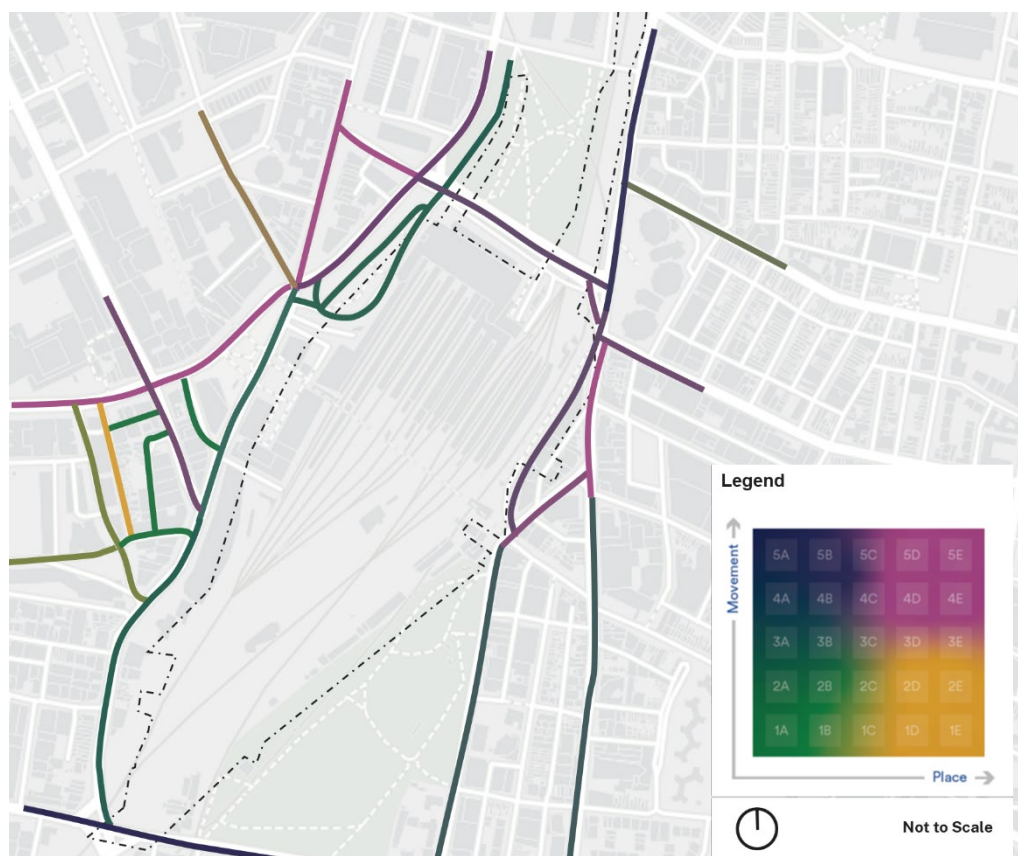 Legend
Movement
5A 5B 5C 5D 5E
4A 4B 4C 4D 4E
3A 3B 3C 3D 3E
2A 2B 2C 2D 2E
1A 1B 1C 1D 1E
Place
Not to Scale